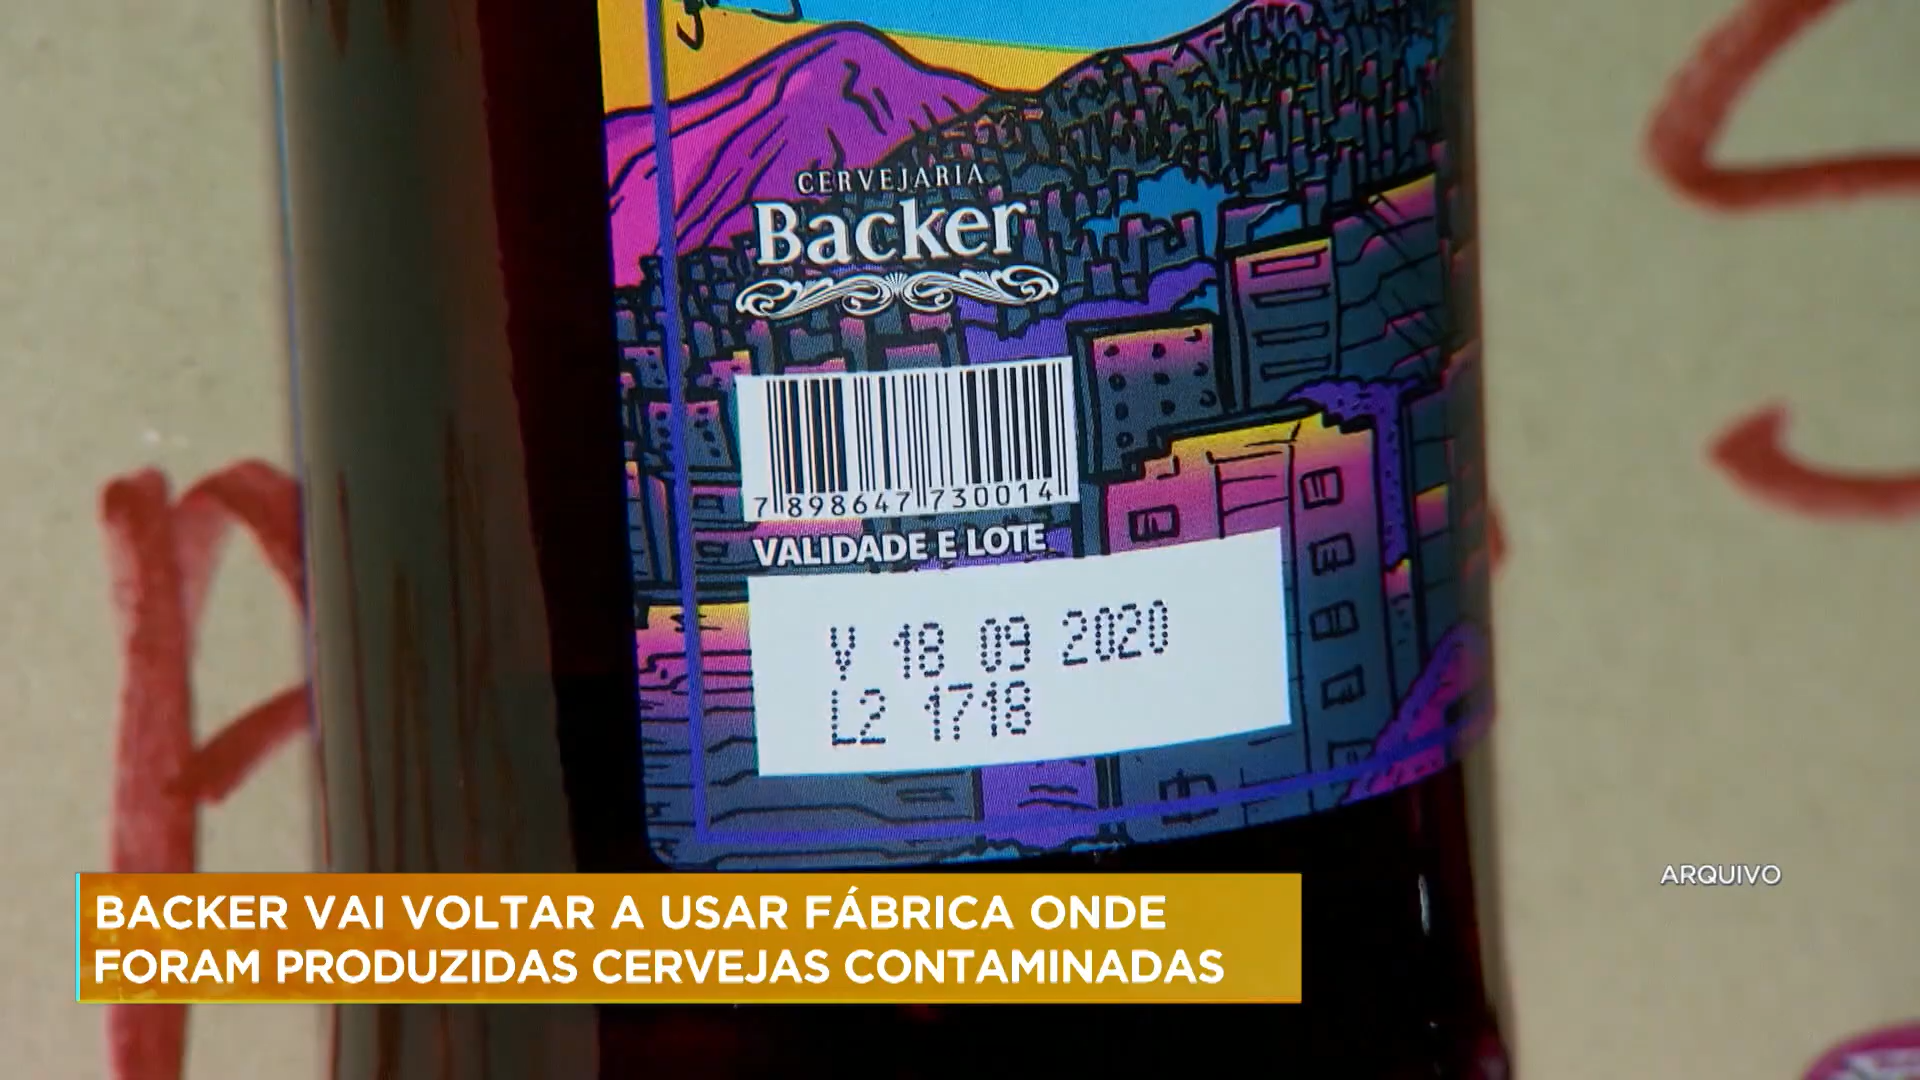 CERVEJARIA
Backer
7 898647 730014
VALIDADE E LOTE
V 18 09 2020
L2 1718
ARQUIVO
BACKER VAI VOLTAR A USAR FÁBRICA ONDE
FORAM PRODUZIDAS CERVEJAS CONTAMINADAS